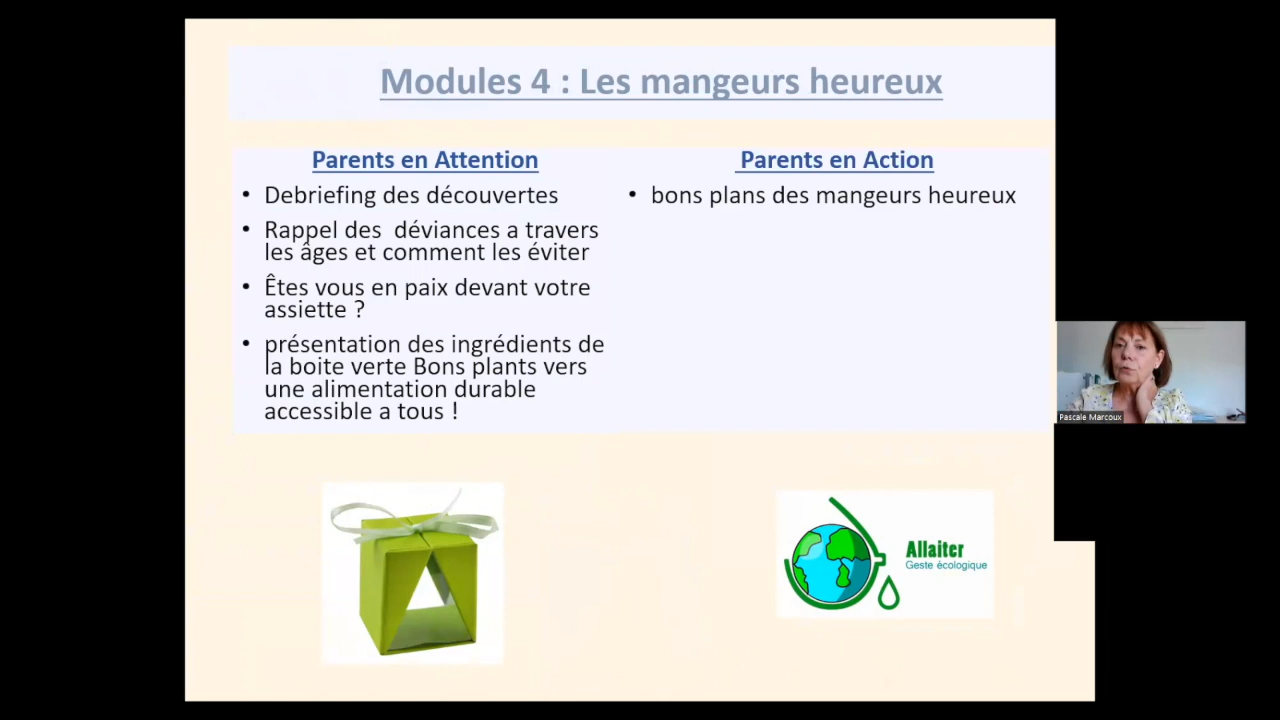 Modules 4 : Les mangeurs heureux
Parents en Attention
• Debriefing des découvertes
• Rappel des  déviances a travers
les âges et comment les éviter
• Êtes vous en paix devant votre
assiette ?
• présentation des ingrédients de
la boite verte Bons plants vers
une alimentation durable
accessible a tous !
Parents en Action
• bons plans des mangeurs heureux
Allaiter
Geste écologique
Pascale Marcoux